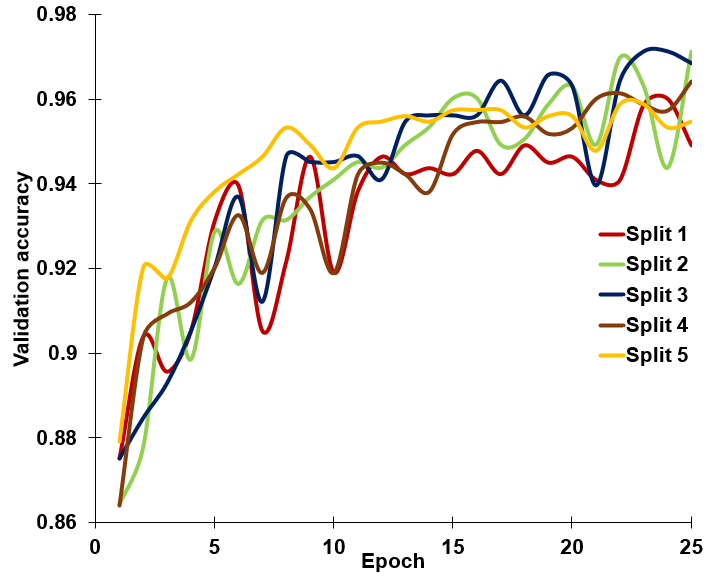 0.98
0.96
0.94
0.92
0.9
0.88
0.86
Validation accuracy
0 5 10 15 20 25
Epoch
Split 1
Split 2
Split 3
Split 4
Split 5